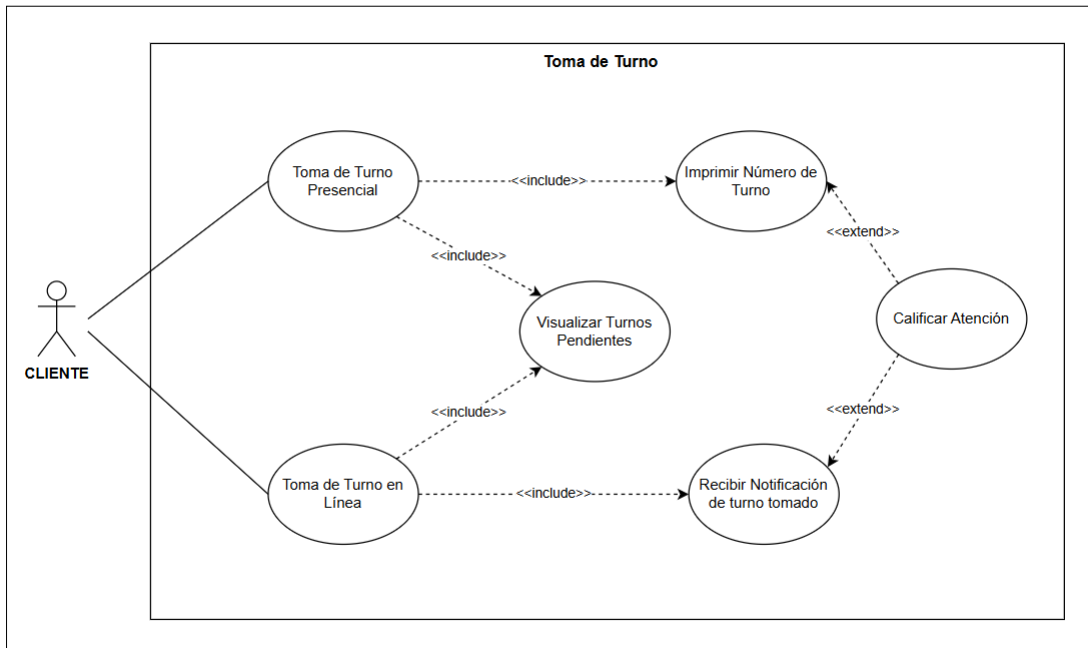 Toma de Turno
Toma de Turno
Presencial
<<include>>
Imprimir Número de
Turno
<<include>>
<<extend>>
Visualizar Turnos
Pendientes
Calificar Atención
CLIENTE
<<include>>
<<extend>>
Toma de Turno en
Línea
<<include>>
Recibir Notificación
de turno tomado